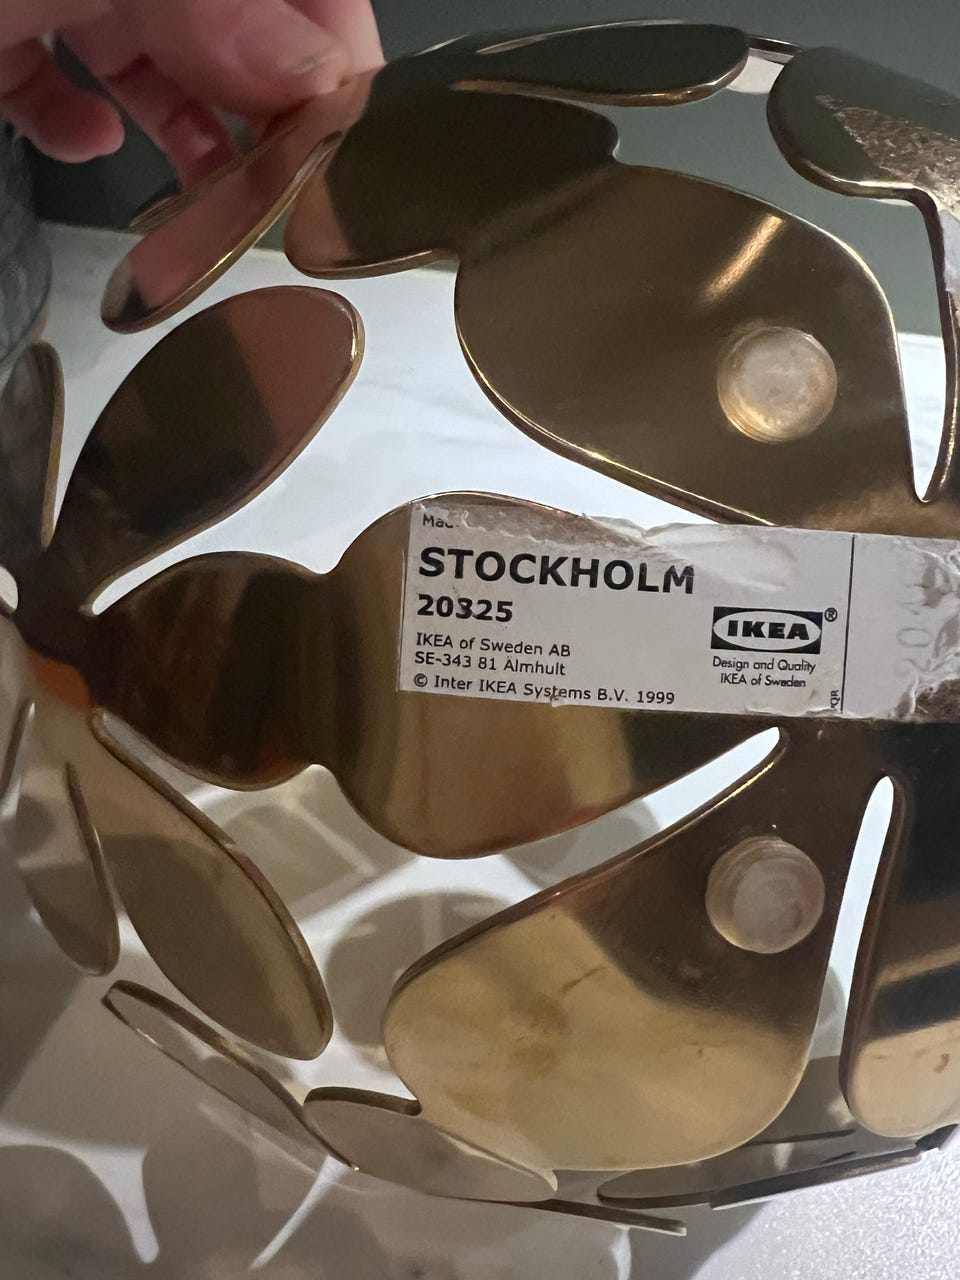 STOCKHOLM
20325
IKEA of Sweden AB
SE-343 81 Älmhult
© Inter IKEA Systems B.V. 1999
IKEA ®
Design and Quality
IKEA of Sweden